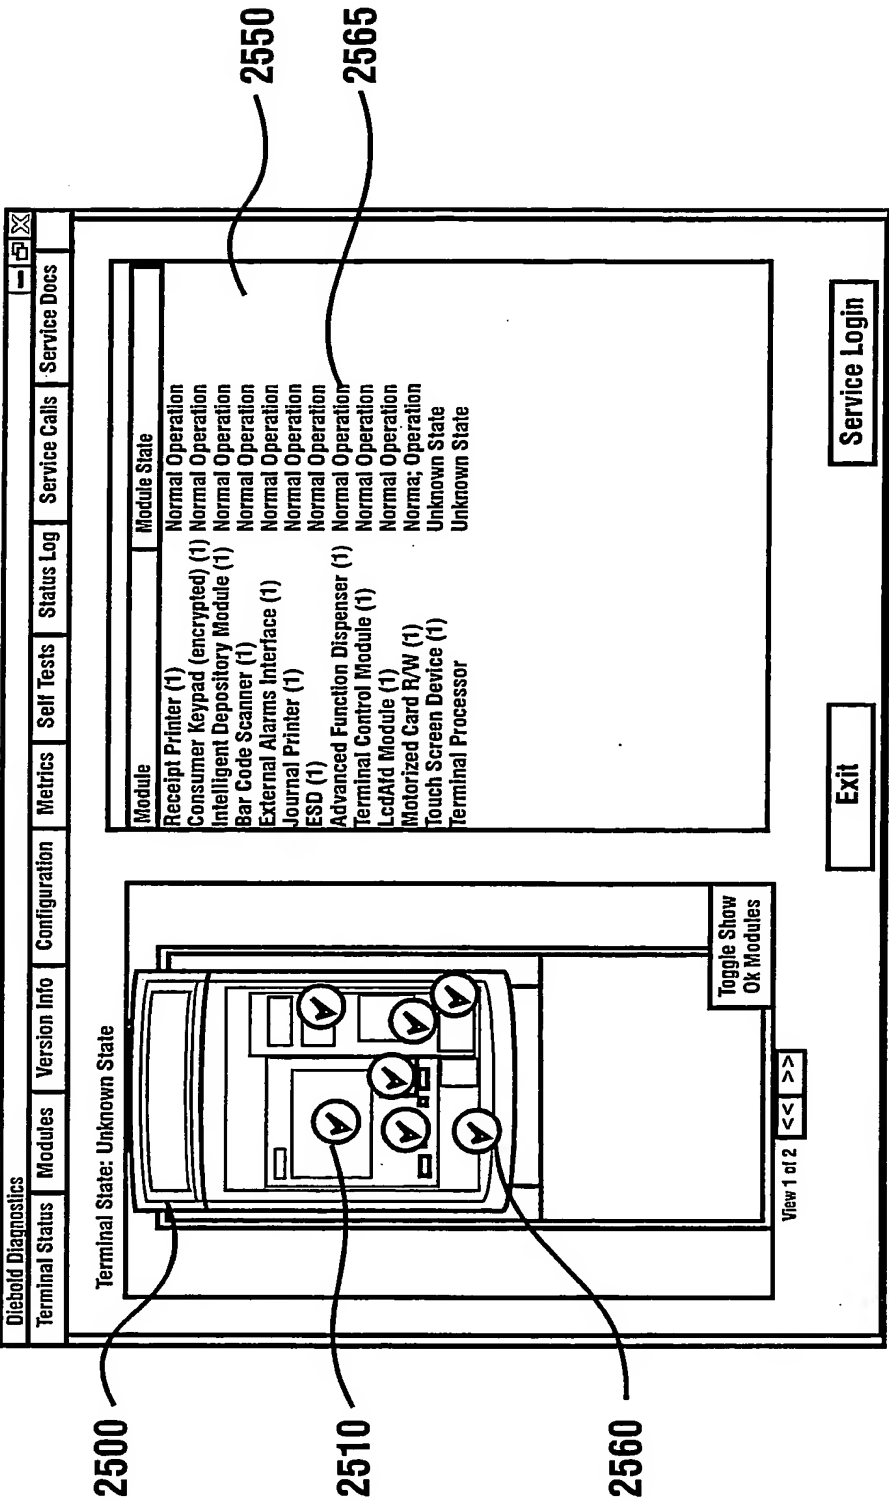 Diebold Diagnostics
Terminal Status Modules Version Info Configuration Metrics Self Tests Status Log Service Calls Service Docs
Terminal State: Unknown State
Module Module State
Receipt Printer (1) Normal Operation
Consumer Keypad (encrypted) (1) Normal Operation
Intelligent Depository Module (1) Normal Operation
Bar Code Scanner (1) Normal Operation
External Alarms Interface (1) Normal Operation
Journal Printer (1) Normal Operation
ESD (1) Normal Operation
Advanced Function Dispenser (1) Normal Operation
Terminal Control Module (1) Normal Operation
LcdAfd Module (1) Normal Operation
Motorized Card R/W (1) Norma; Operation
Touch Screen Device (1) Unknown State
Terminal Processor Unknown State
Toggle Show
Ok Modules
View 1 of 2 << >>
Exit
Service Login
2500
2510
2560
2550
2565